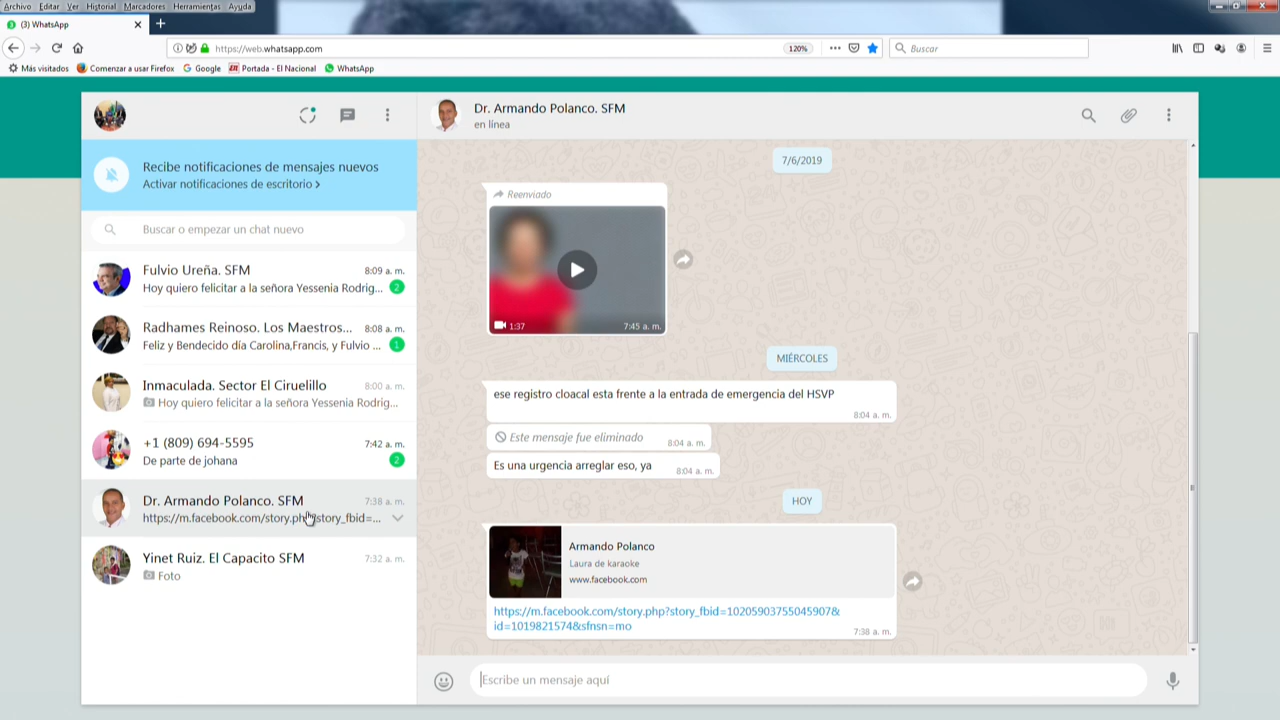 Archivo Editar Ver Historial Marcadores Herramientas Ayuda
(3) WhatsApp
https://web.whatsapp.com
120%
Buscar
Más visitados Comenzar a usar Firefox Google Portada - El Nacional WhatsApp
Recibe notificaciones de mensajes nuevos
Activar notificaciones de escritorio >
Buscar o empezar un chat nuevo
Fulvio Ureña. SFM 8:09 a. m.
Hoy quiero felicitar a la señora Yessenia Rodrig... 2
Radhames Reinoso. Los Maestros... 8:08 a. m.
Feliz y Bendecido día Carolina,Francis, y Fulvio ... 1
Inmaculada. Sector El Ciruelillo 8:00 a. m.
Hoy quiero felicitar a la señora Yessenia Rodrig...
+1 (809) 694-5595 7:42 a. m.
De parte de johana 2
Dr. Armando Polanco. SFM 7:38 a. m.
https://m.facebook.com/story.php?story_fbid=...
Yinet Ruiz. El Capacito SFM 7:32 a. m.
Foto
Dr. Armando Polanco. SFM
en línea
7/6/2019
Reenviado
1:37 7:45 a. m.
MIÉRCOLES
ese registro cloacal esta frente a la entrada de emergencia del HSVP
8:04 a. m.
Este mensaje fue eliminado 8:04 a. m.
Es una urgencia arreglar eso, ya 8:04 a. m.
HOY
Armando Polanco
Laura de karaoke
www.facebook.com
https://m.facebook.com/story.php?story_fbid=10205903755045907&
id=1019821574&sfnsn=mo
7:38 a. m.
Escribe un mensaje aquí